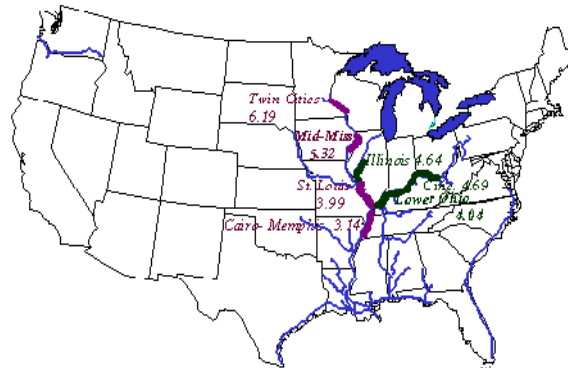 Twin Cities
6.19
Mid-Miss
5.32
Illinois 4.64
St. Louis
3.99
Cinc. 4.69
Lower Ohio
4.04
Cairo- Memphis 3.14